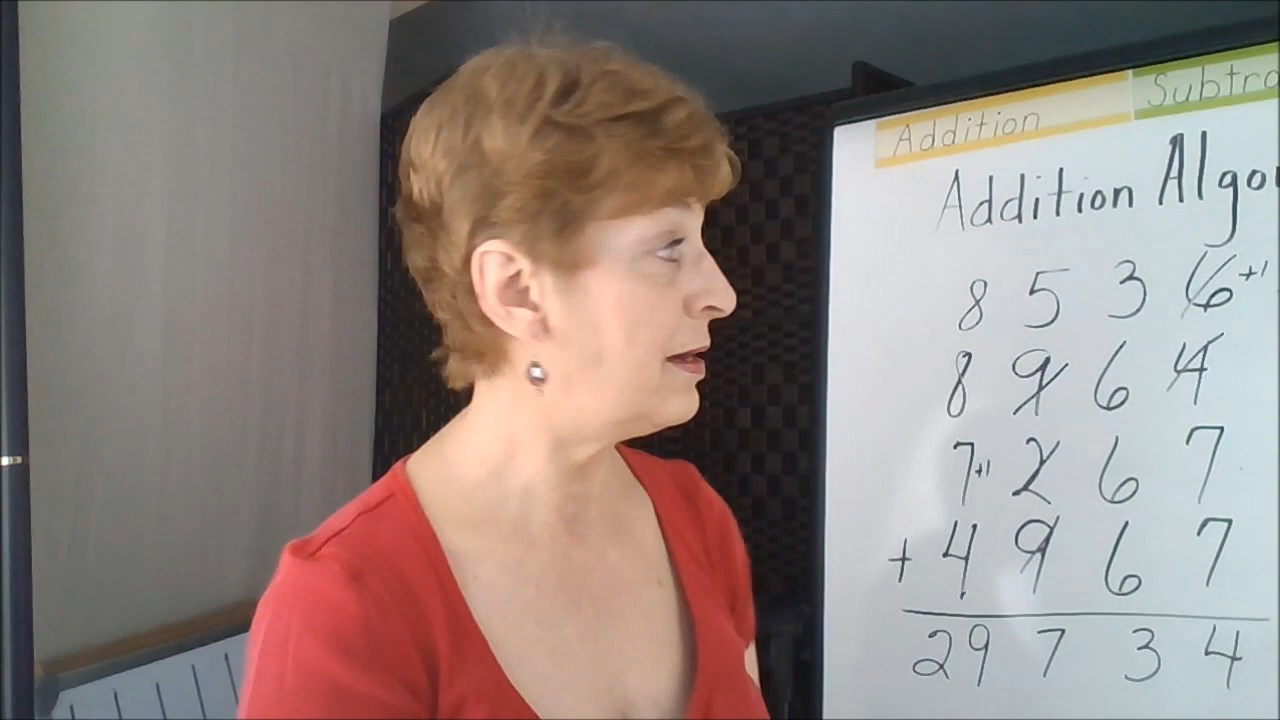 Addition Subtra
Addition Algo
8 5 3 6 +1
8 9 6 4
7 +1 2 6 7
+ 4 9 6 7
29 7 3 4